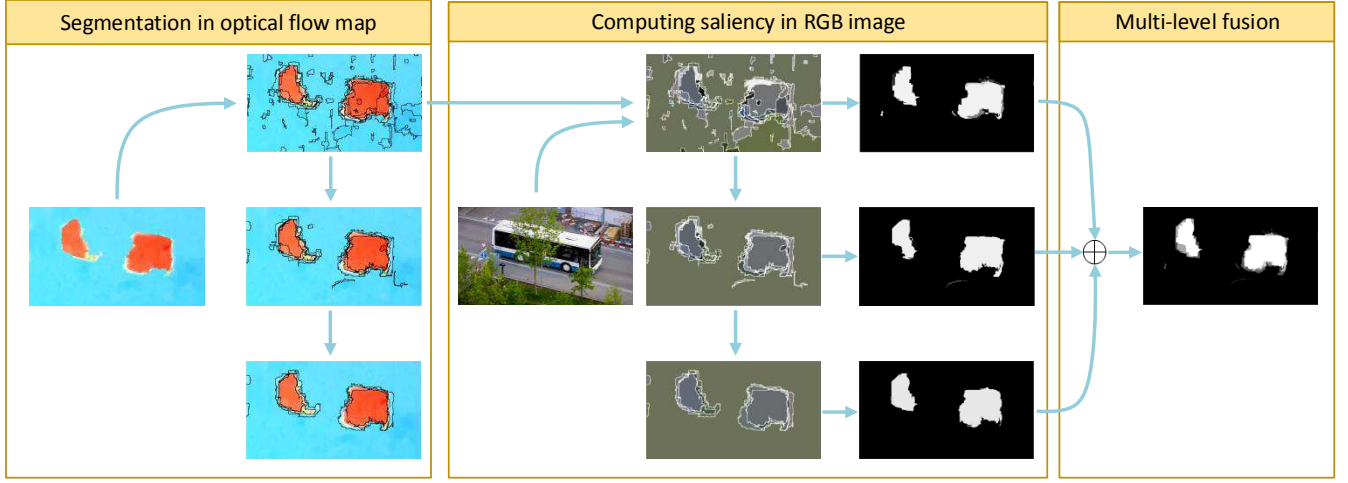 Segmentation in optical flow map
Computing saliency in RGB image
Multi-level fusion